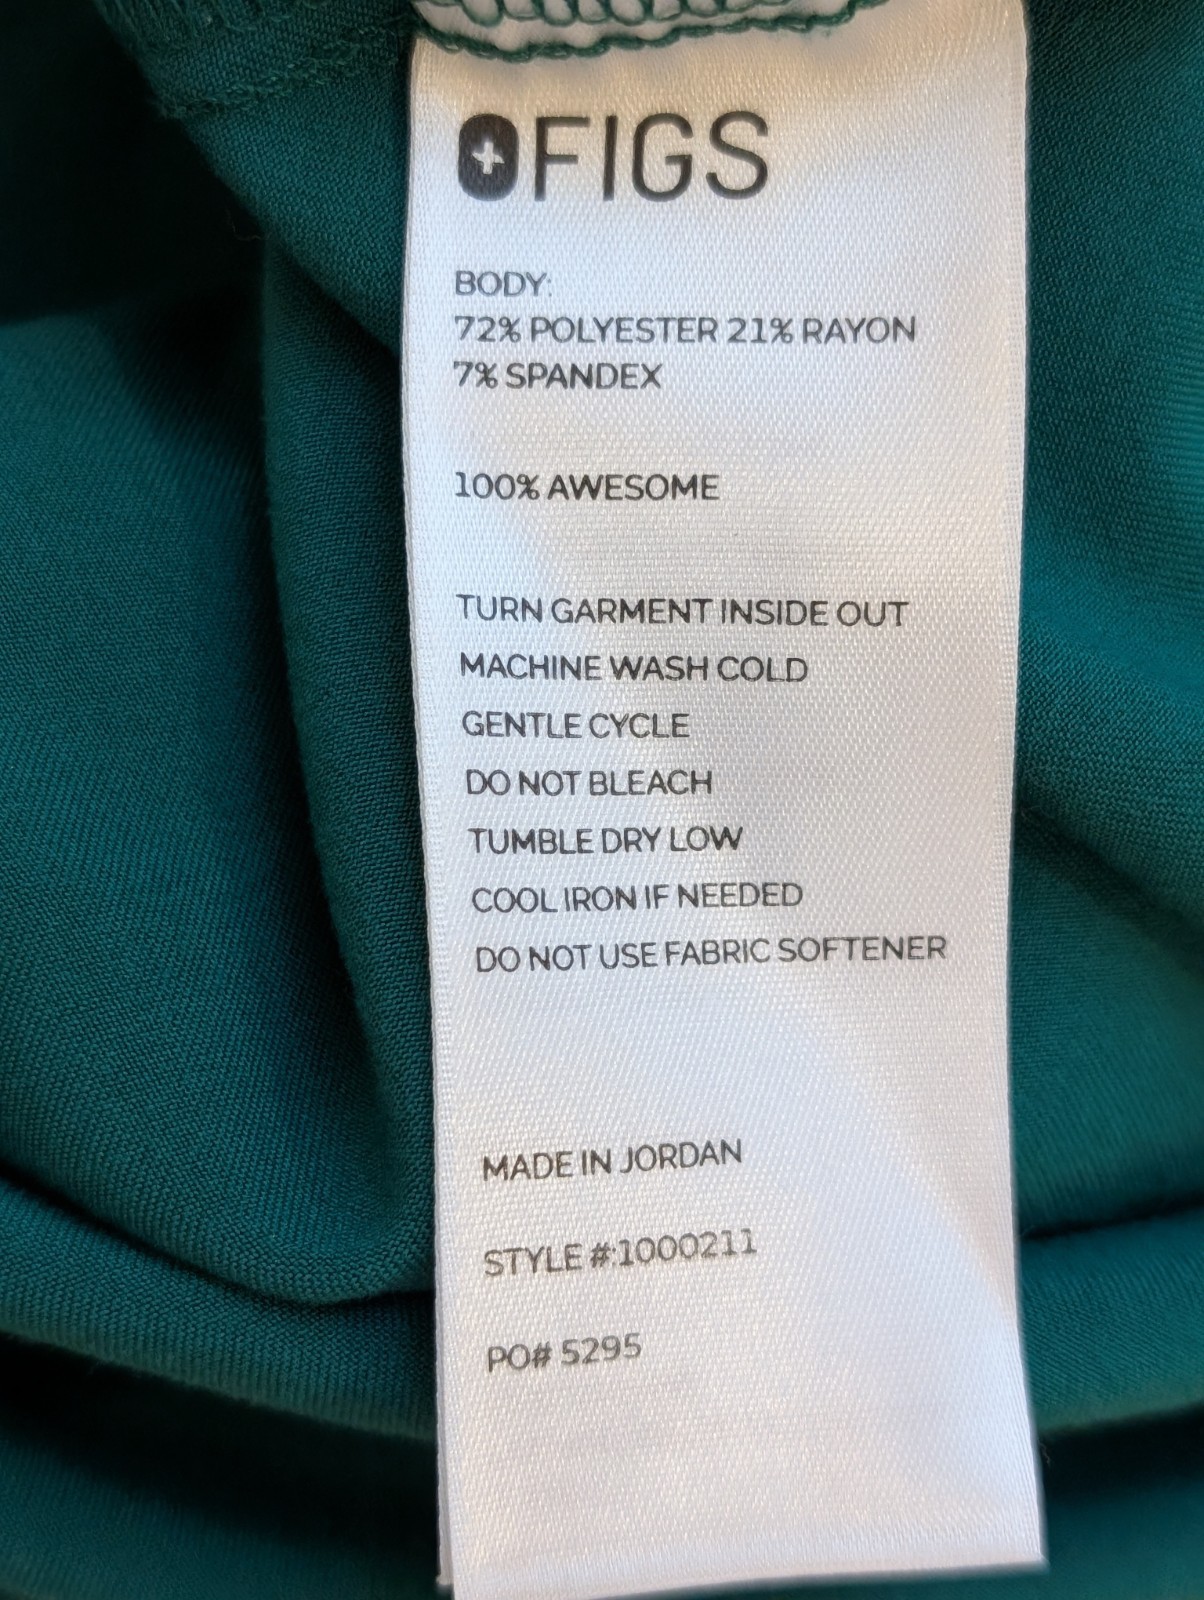 FIGS
BODY:
72% POLYESTER 21% RAYON
7% SPANDEX
100% AWESOME
TURN GARMENT INSIDE OUT
MACHINE WASH COLD
GENTLE CYCLE
DO NOT BLEACH
TUMBLE DRY LOW
COOL IRON IF NEEDED
DO NOT USE FABRIC SOFTENER
MADE IN JORDAN
STYLE #:1000211
PO# 5295